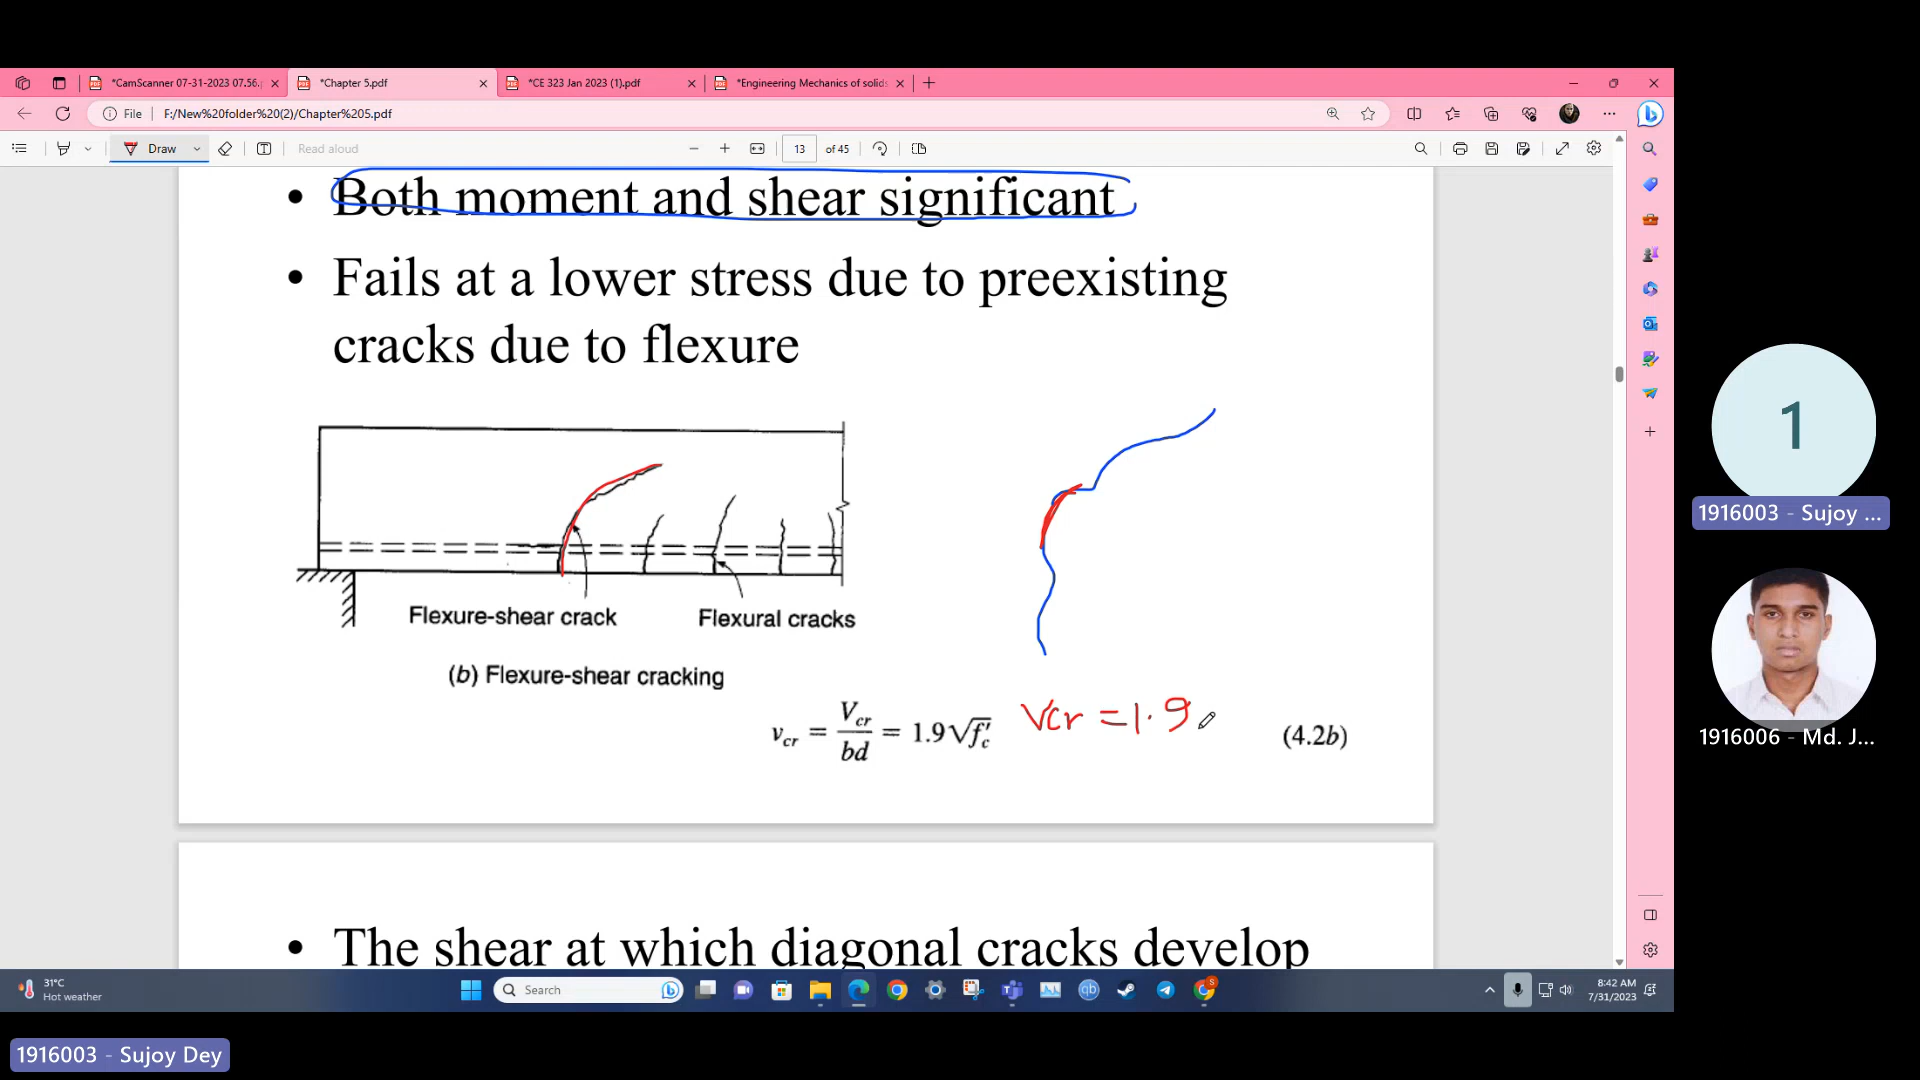 *CamScanner 07-31-2023 07.56.p
*Chapter 5.pdf
*CE 323 Jan 2023 (1).pdf
*Engineering Mechanics of solids
File
F:/New%20folder%20(2)/Chapter%205.pdf
Draw
Read aloud
13
of 45
• Both moment and shear significant
• Fails at a lower stress due to preexisting
cracks due to flexure
Flexure-shear crack
Flexural cracks
(b) Flexure-shear cracking
v_cr = V_cr / bd = 1.9√f'_c
Vcr = 1.9
(4.2b)
• The shear at which diagonal cracks develop
1
1916003 - Sujoy ...
1916006 - Md. J...
31°C
Hot weather
Search
8:42 AM
7/31/2023
1916003 - Sujoy Dey